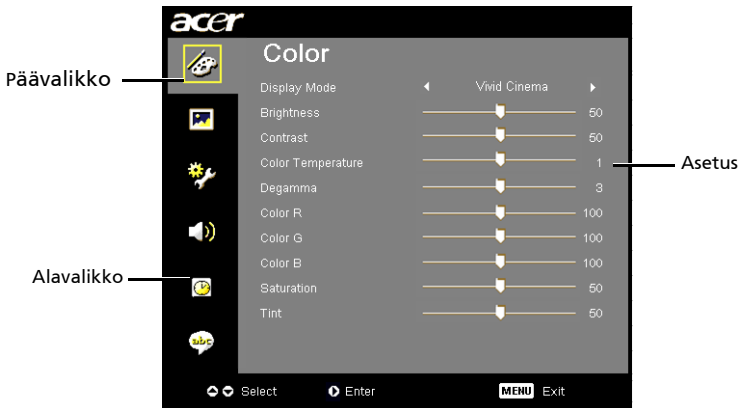 acer
Color
Päävalikko
Display Mode Vivid Cinema
Brightness 50
Contrast 50
Color Temperature 1
Asetus
Degamma 3
Color R 100
Color G 100
Color B 100
Alavalikko
Saturation 50
Tint 50
abc
Select Enter MENU Exit